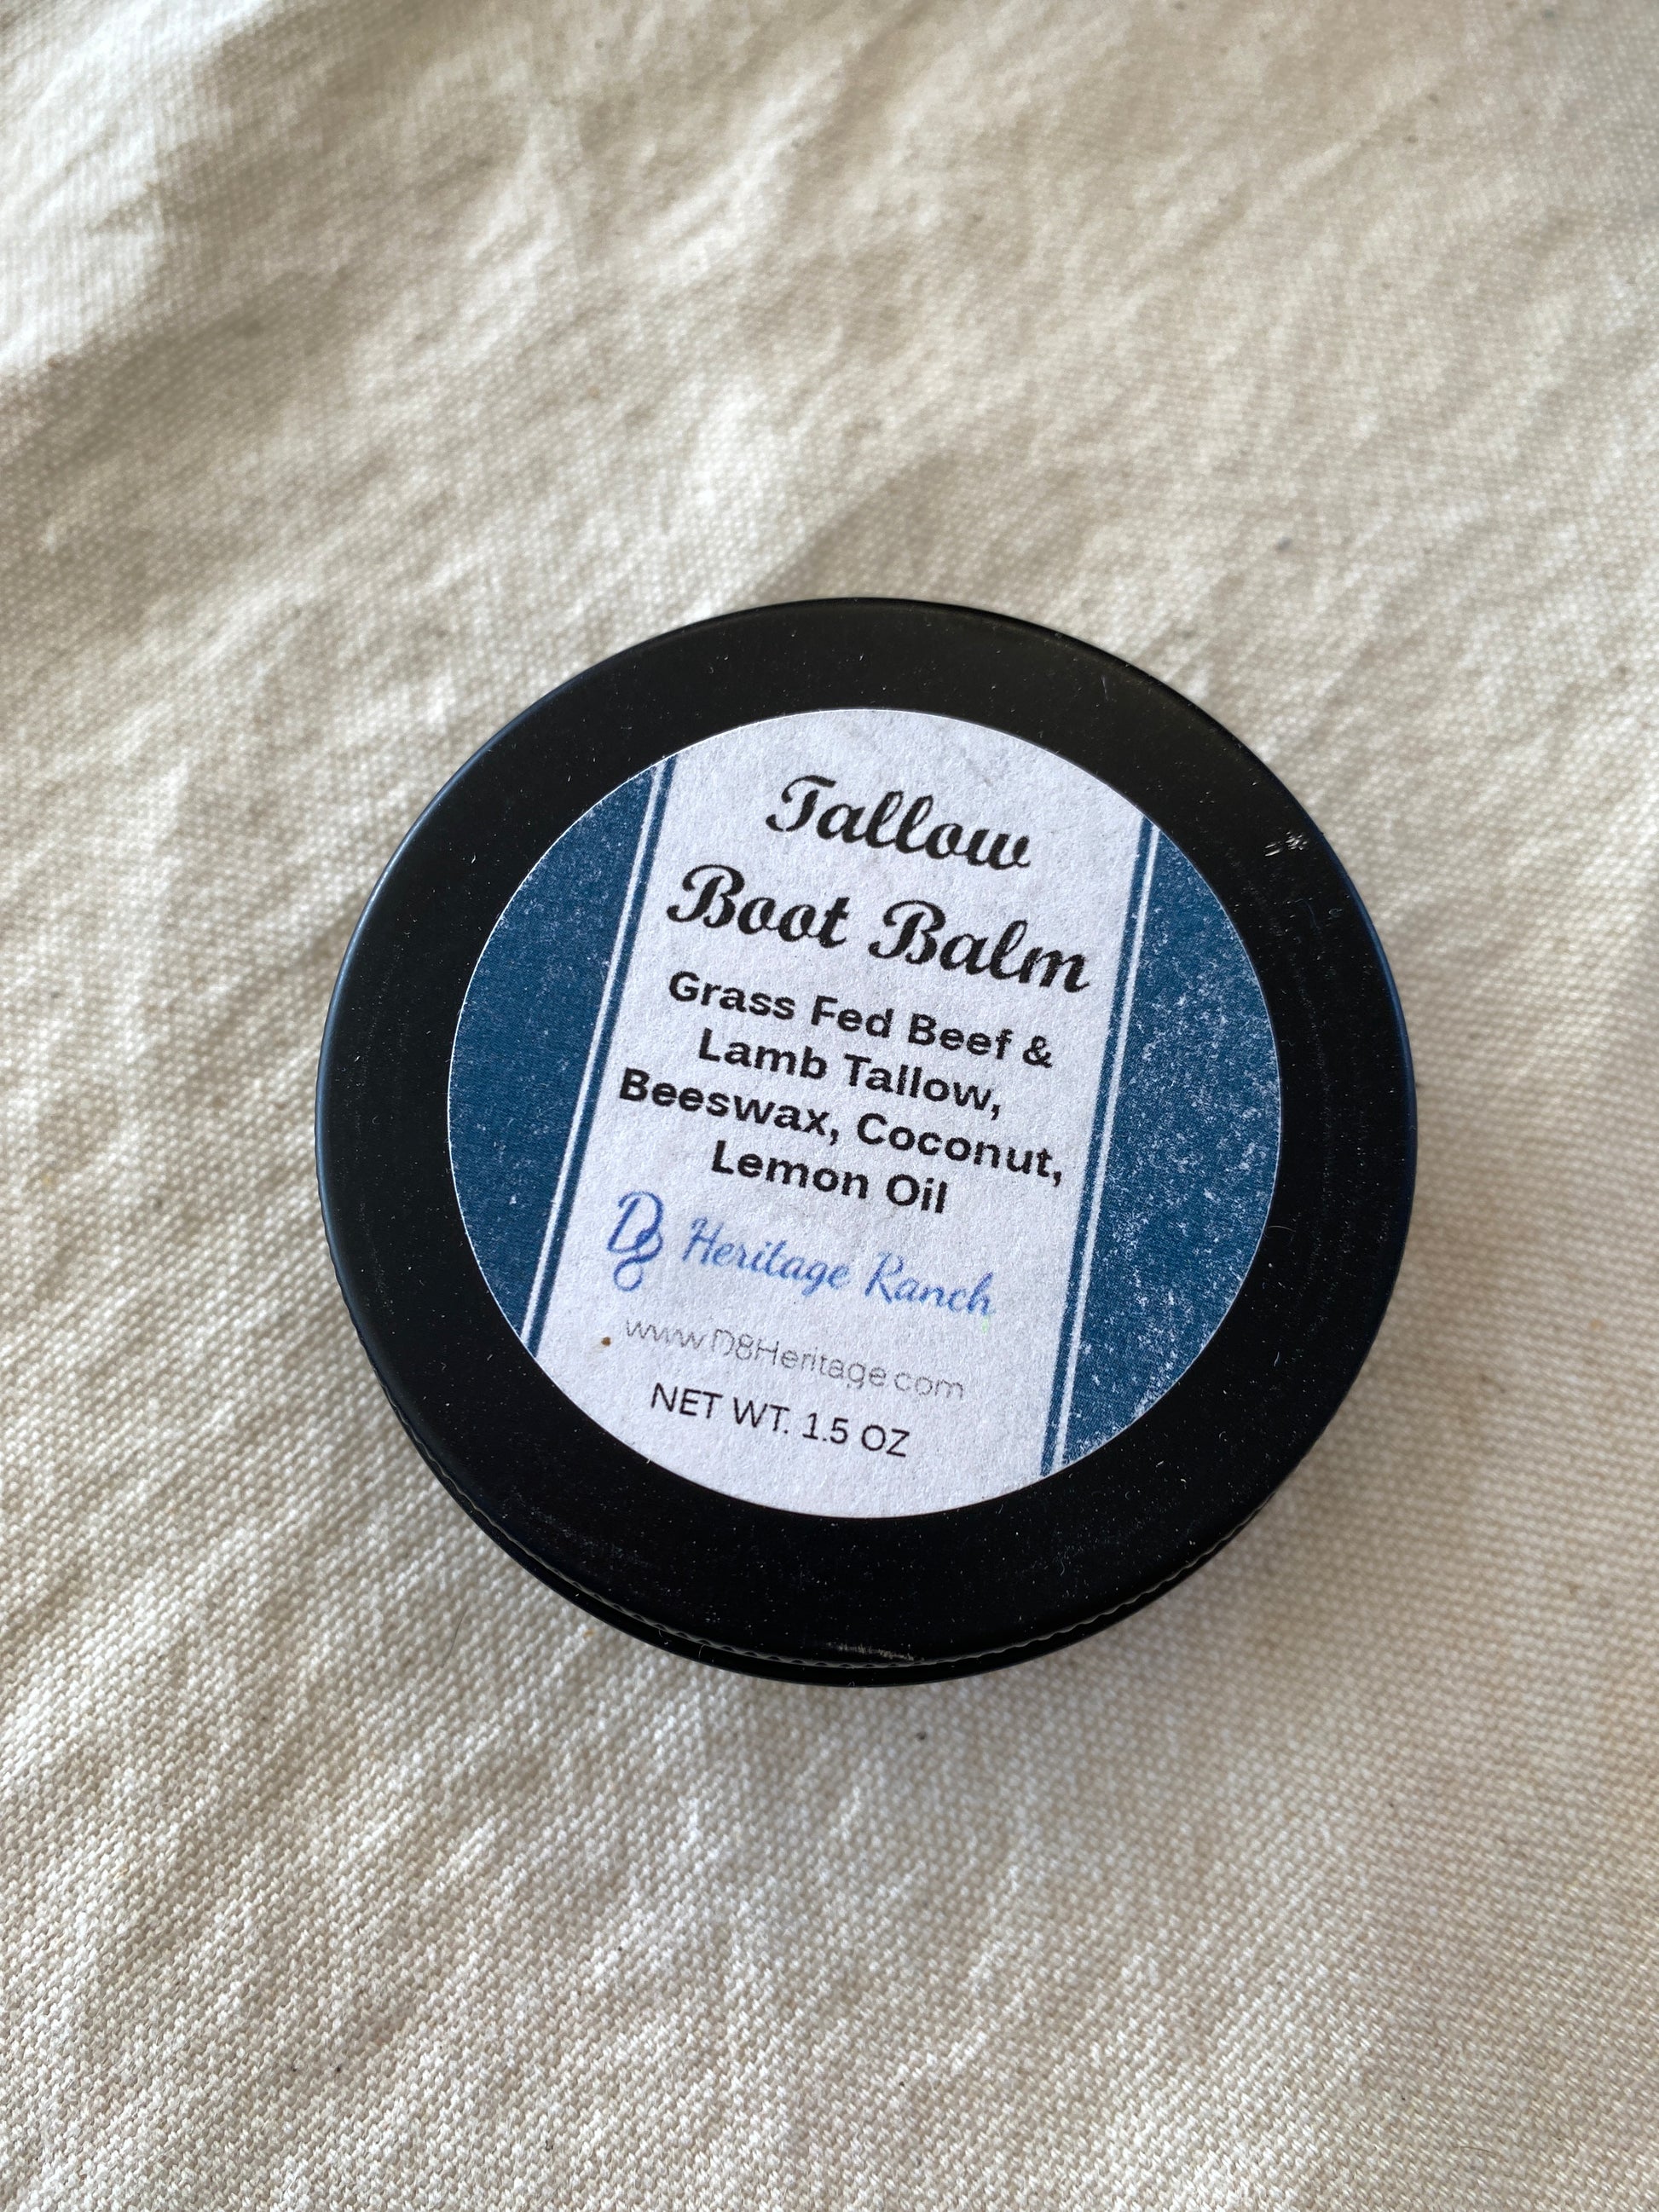 Tallow
Boot Balm
Grass Fed Beef &
Lamb Tallow,
Beeswax, Coconut,
Lemon Oil
D8 Heritage Ranch
www.D8Heritage.com
NET WT. 1.5 OZ